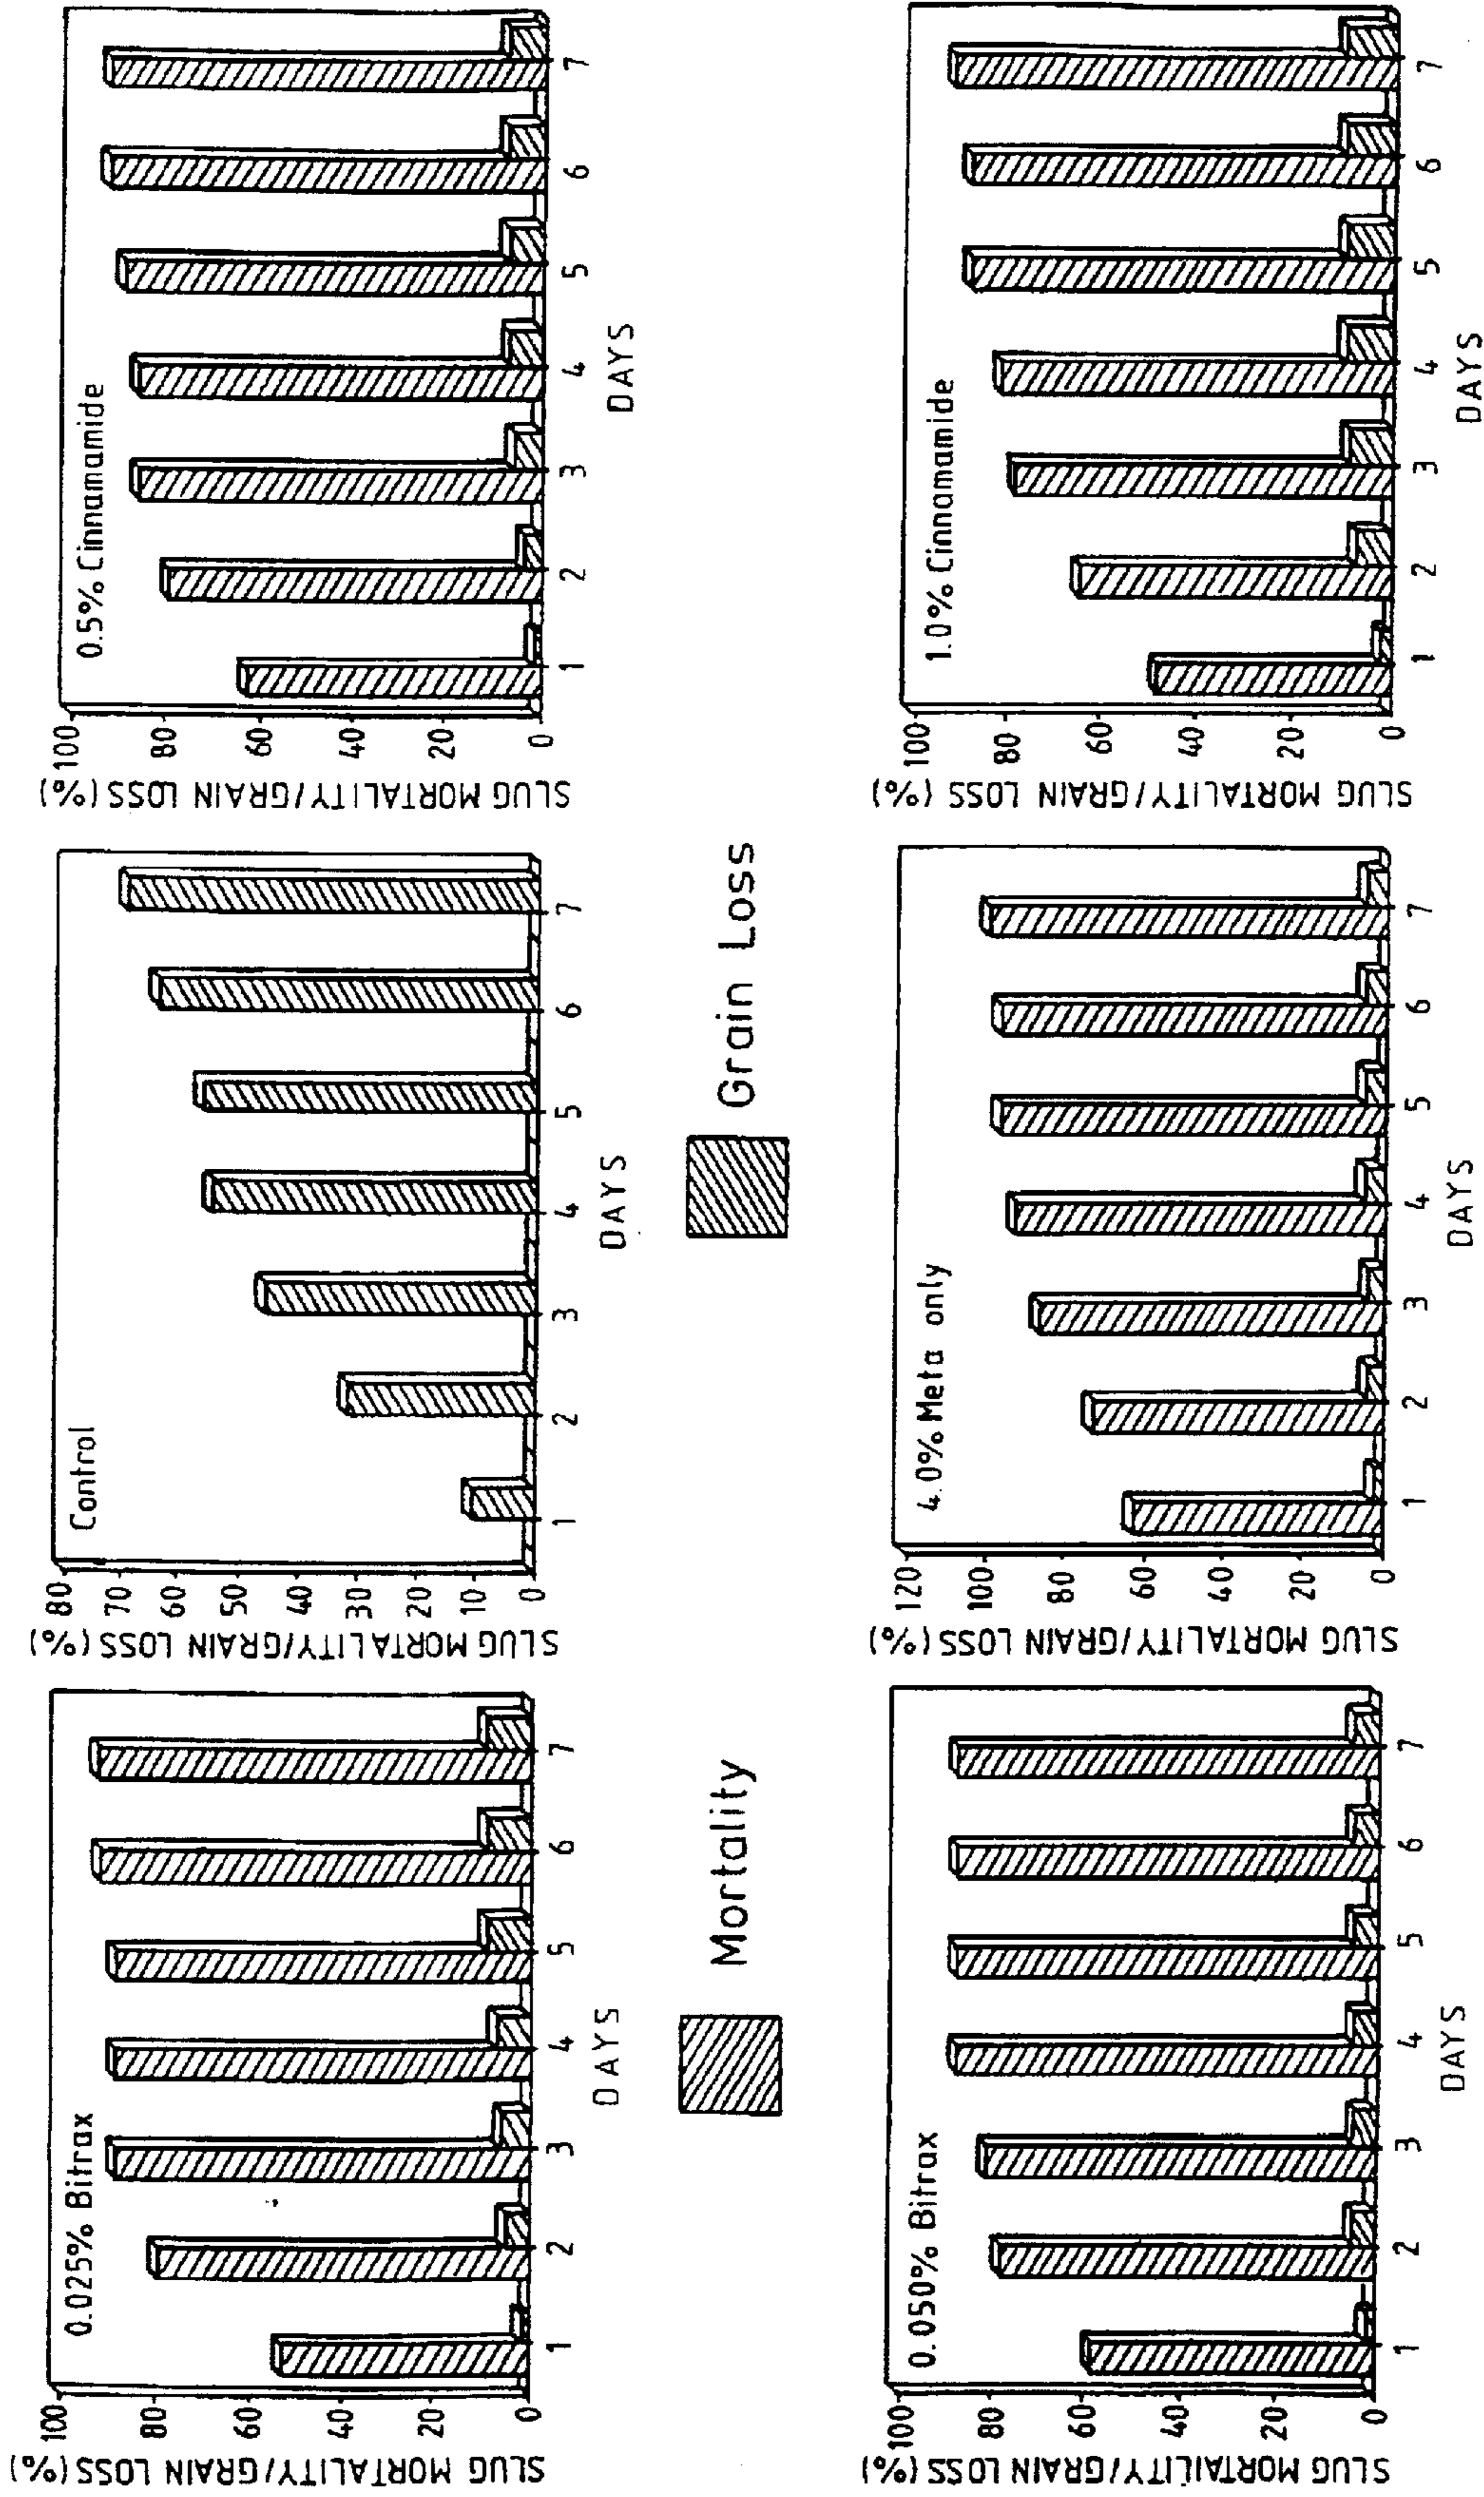 SLUG MORTALITY/GRAIN LOSS (%)
0.025% Bitrax
100
80
60
40
20
0
1 2 3 4 5 6 7
DAYS
SLUG MORTALITY/GRAIN LOSS (%)
Control
80
70
60
50
40
30
20
10
0
1 2 3 4 5 6 7
DAYS
SLUG MORTALITY/GRAIN LOSS (%)
0.5% Cinnamamide
100
80
60
40
20
0
1 2 3 4 5 6 7
DAYS
Mortality
Grain Loss
SLUG MORTAILITY/GRAIN LOSS (%)
0.050% Bitrax
100
80
60
40
20
0
1 2 3 4 5 6 7
DAYS
SLUG MORTALITY/GRAIN LOSS (%)
4.0% Meta only
120
100
80
60
40
20
0
1 2 3 4 5 6 7
DAYS
SLUG MORTALITY/GRAIN LOSS (%)
1.0% Cinnamamide
100
80
60
40
20
0
1 2 3 4 5 6 7
DAYS